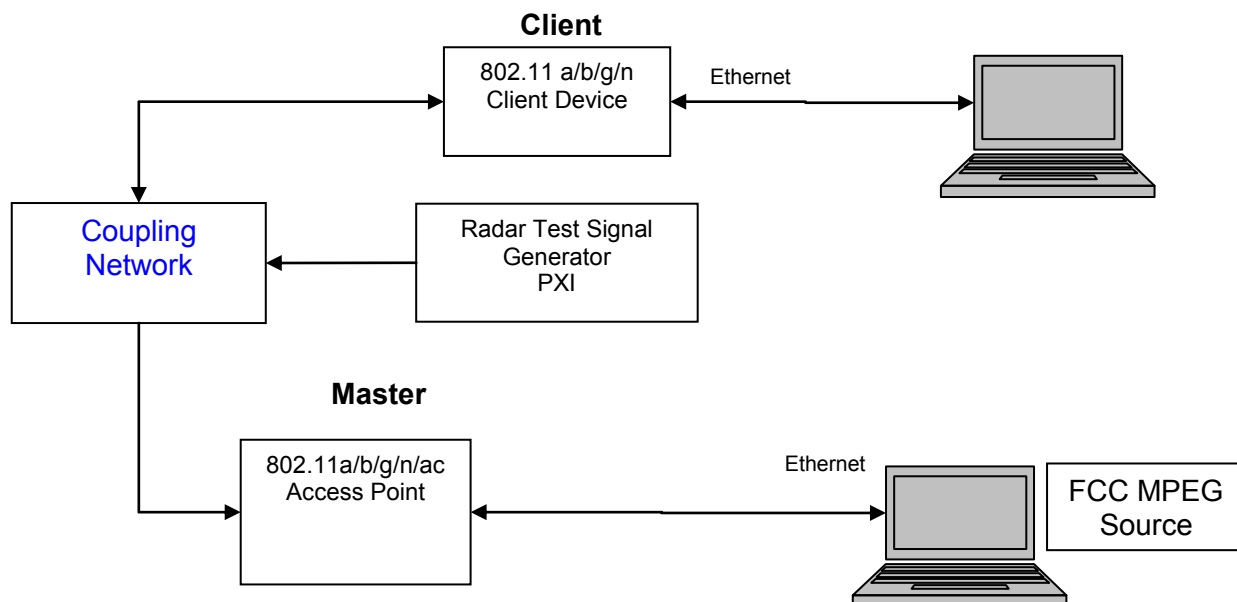 Client
802.11 a/b/g/n
Client Device
Ethernet
Coupling
Network
Radar Test Signal
Generator
PXI
Master
802.11a/b/g/n/ac
Access Point
Ethernet
FCC MPEG
Source